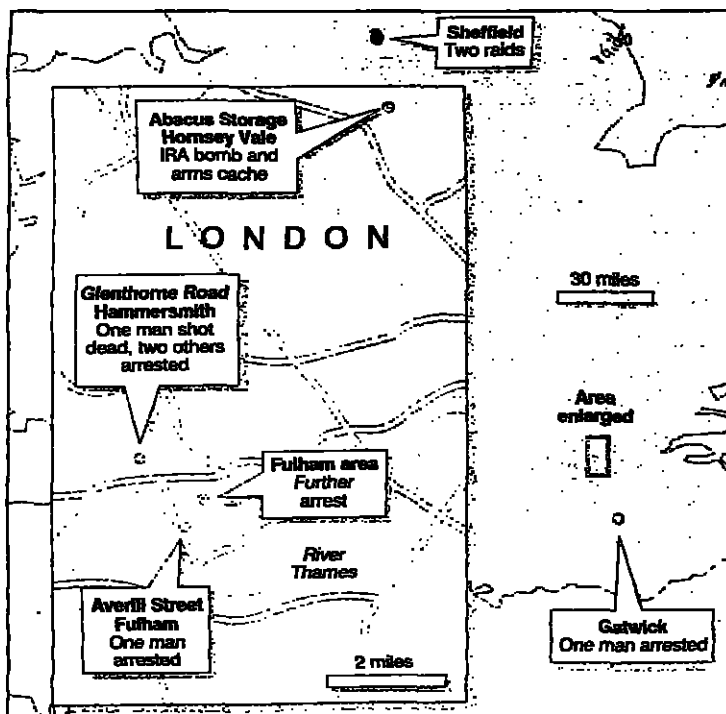 Sheffield
Two raids
Abacus Storage
Hornsey Vale
IRA bomb and
arms cache
LONDON
Glenthorne Road
Hammersmith
One man shot
dead, two others
arrested
30 miles
Area
enlarged
Fulham area
Further
arrest
River
Thames
Averill Street
Fulham
One man
arrested
Gatwick
One man arrested
2 miles